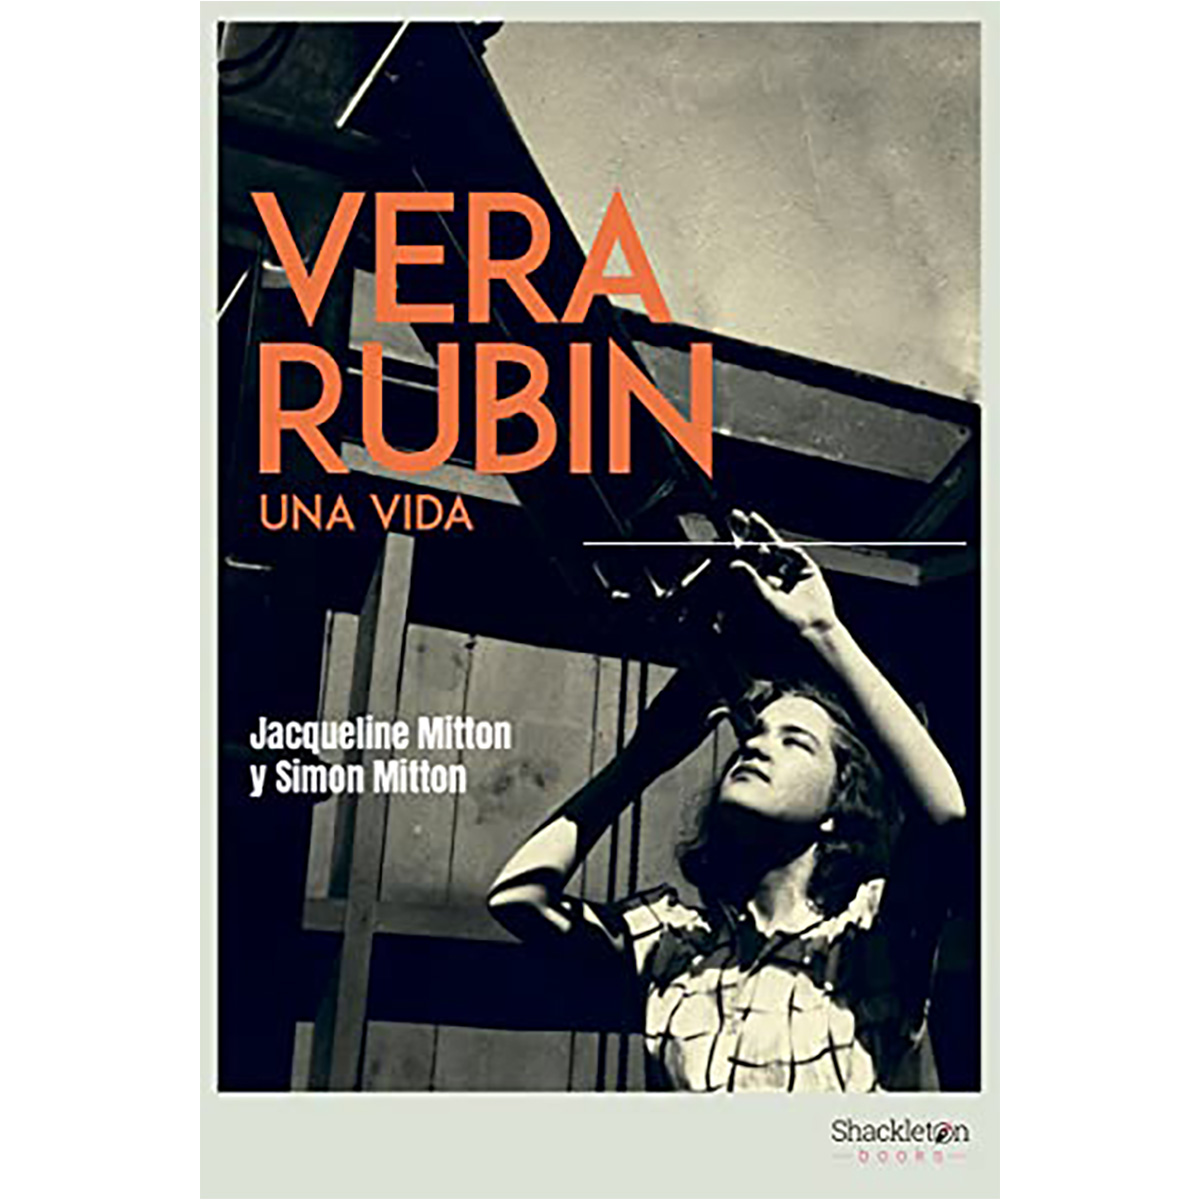 VERA
RUBIN
UNA VIDA
Jacqueline Mitton
y Simon Mitton
Shackleton
BOOKS